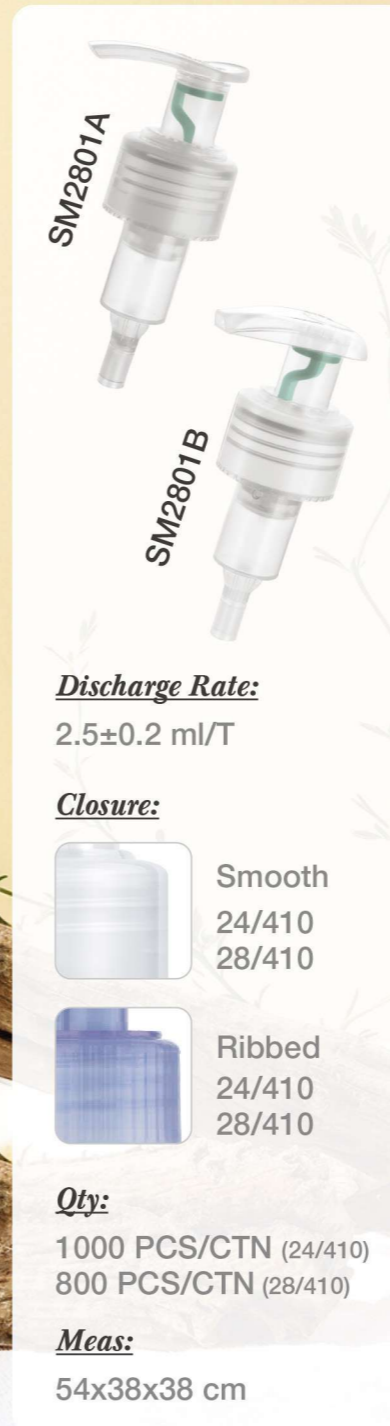 SM2801A
SM2801B
Discharge Rate:
2.5±0.2 ml/T
Closure:
Smooth
24/410
28/410
Ribbed
24/410
28/410
Qty:
1000 PCS/CTN (24/410)
800 PCS/CTN (28/410)
Meas:
54x38x38 cm